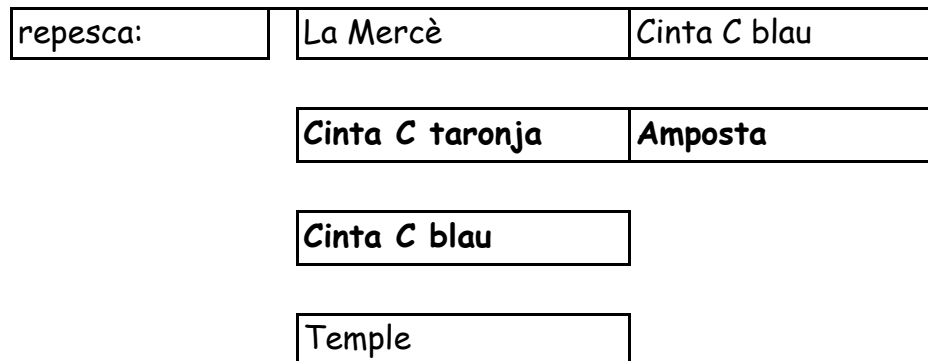 repesca: La Mercè Cinta C blau
Cinta C taronja Amposta
Cinta C blau
Temple